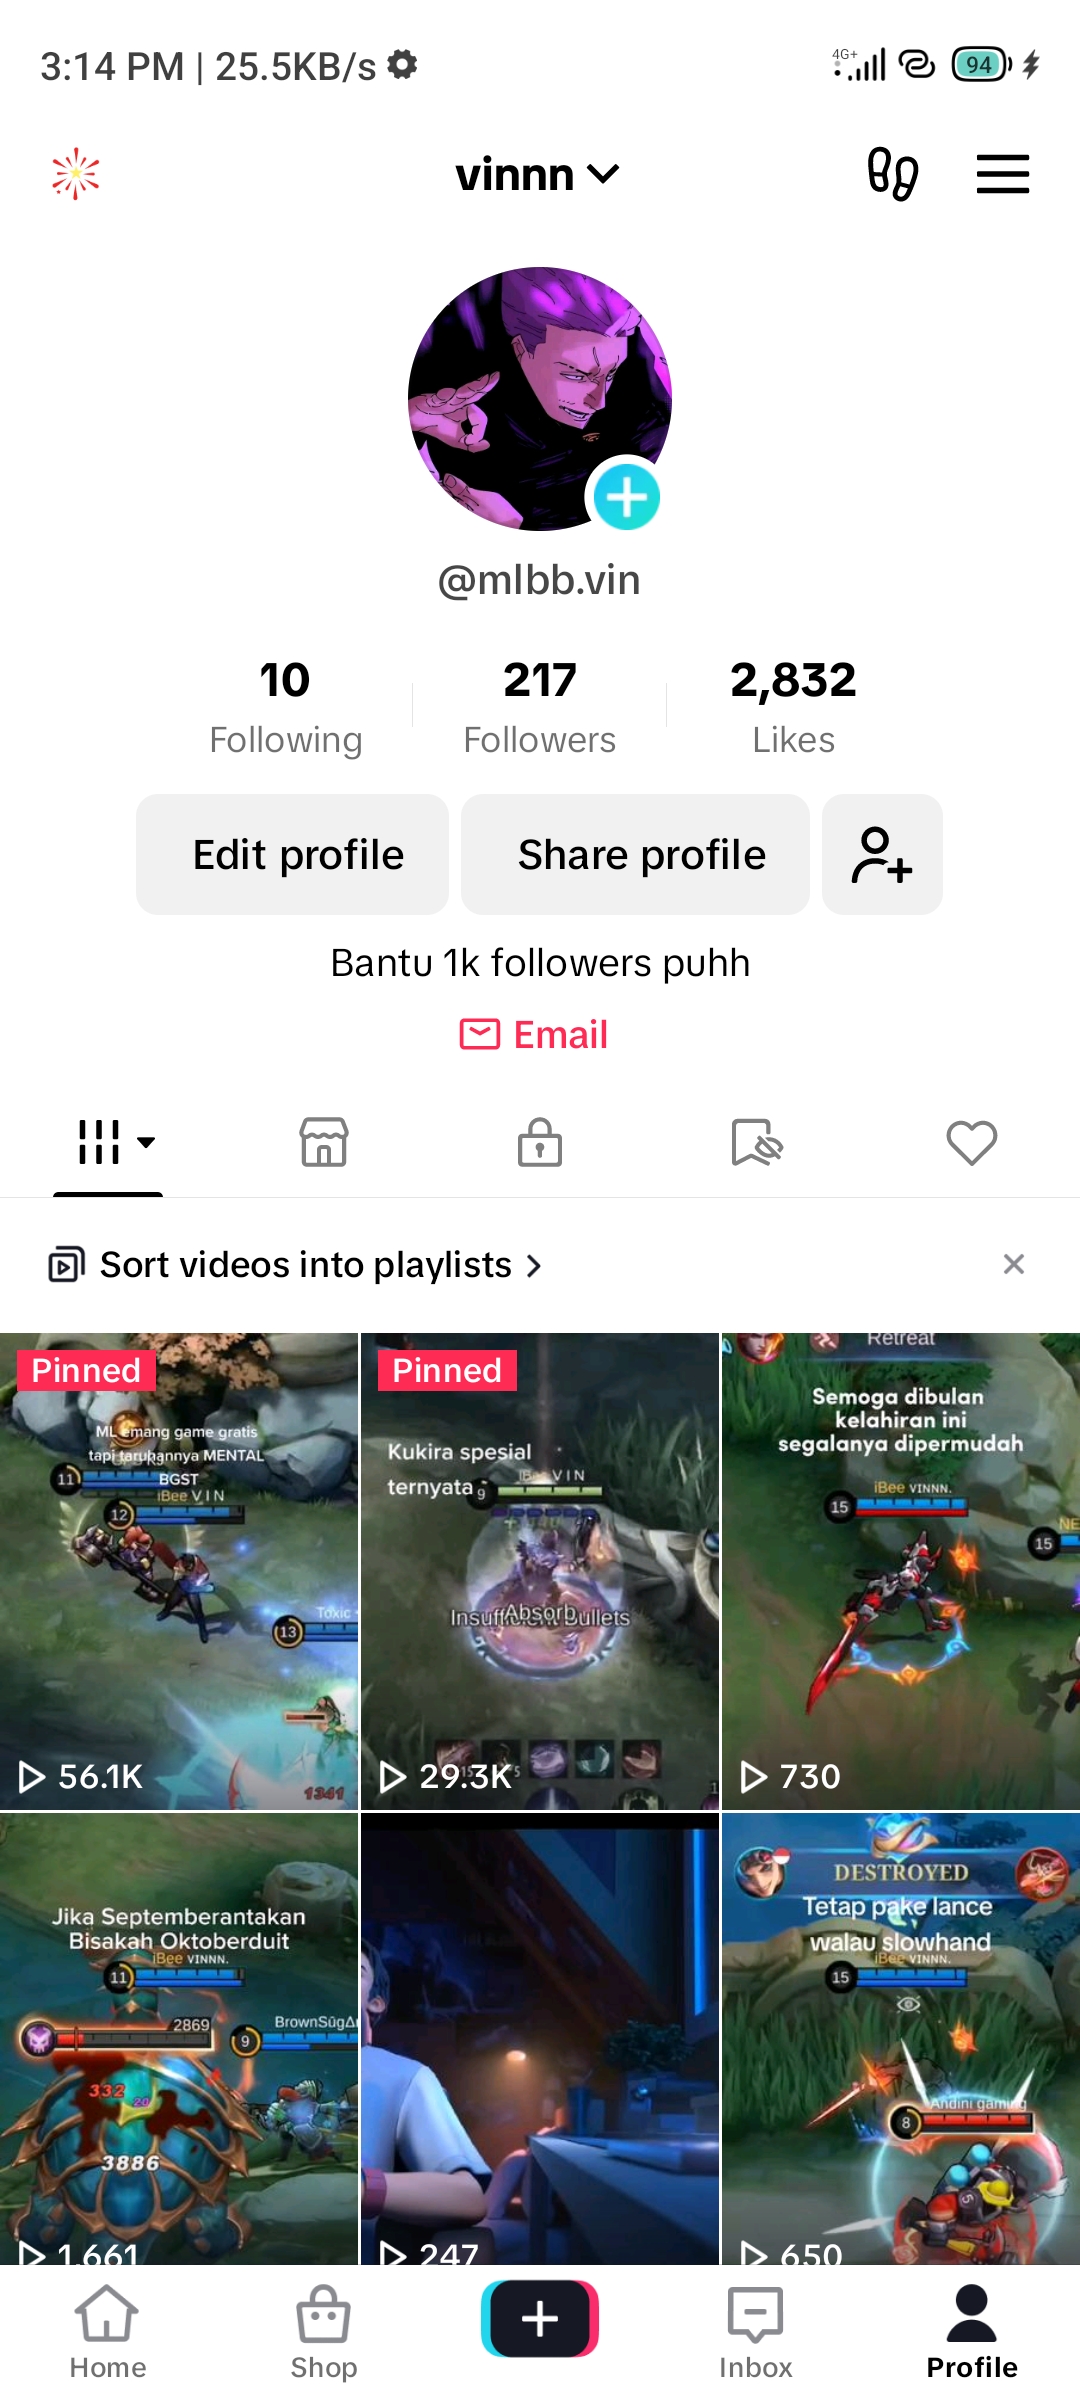 3:14 PM | 25.5KB/s
4G+
94
vinnn
@mlbb.vin
10
217
2,832
Following
Followers
Likes
Edit profile
Share profile
Bantu 1k followers puhh
Email
Sort videos into playlists
Pinned
ML emang game gratis
tapi taruhannya MENTAL
BGST
11
iBee V I N
12
Toxic
13
1341
56.1K
Pinned
Kukira spesial
ternyata
iBee V I N
9
Absorb
Insufficient Bullets
29.3K
Retreat
Semoga dibulan
kelahiran ini
segalanya dipermudah
iBee VINNN.
15
NE
15
730
Jika Septemberantakan
Bisakah Oktoberduit
iBee VINNN.
11
2869
BrownSūgΔ
9
332
20
3886
1,661
247
DESTROYED
Tetap pake lance
walau slowhand
iBee VINNN.
15
Andini gaming
8
5
650
Home
Shop
Inbox
Profile